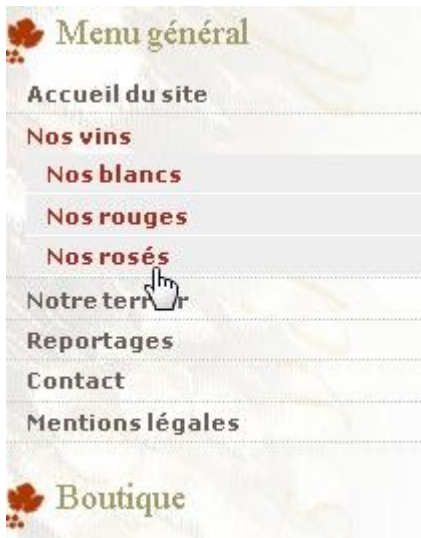 Menu général
Accueil du site
Nos vins
Nos blancs
Nos rouges
Nos rosés
Notre
Reportages
Contact
Mentions légales
Boutique